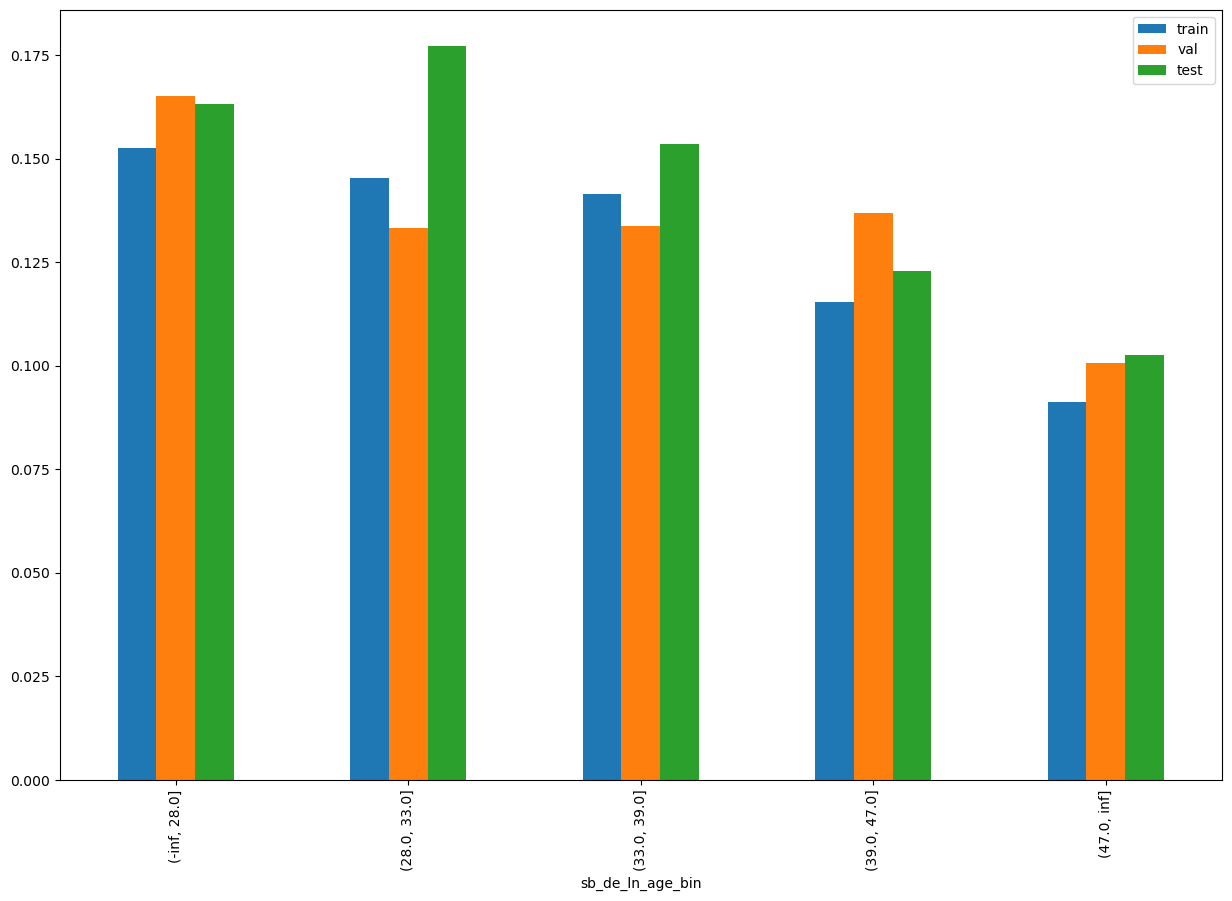 train
val
test
0.175
0.150
0.125
0.100
0.075
0.050
0.025
0.000
(-inf, 28.0]
(28.0, 33.0]
(33.0, 39.0]
(39.0, 47.0]
(47.0, inf]
sb_de_ln_age_bin